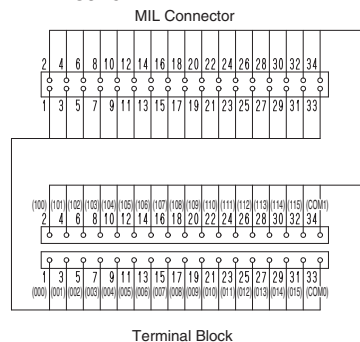 MIL Connector
2 4 6 8 10 12 14 16 18 20 22 24 26 28 30 32 34
1 3 5 7 9 11 13 15 17 19 21 23 25 27 29 31 33
(100) (101) (102) (103) (104) (105) (106) (107) (108) (109) (110) (111) (112) (113) (114) (115) (COM1)
2 4 6 8 10 12 14 16 18 20 22 24 26 28 30 32 34
1 3 5 7 9 11 13 15 17 19 21 23 25 27 29 31 33
(000) (001) (002) (003) (004) (005) (006) (007) (008) (009) (010) (011) (012) (013) (014) (015) (COM0)
Terminal Block